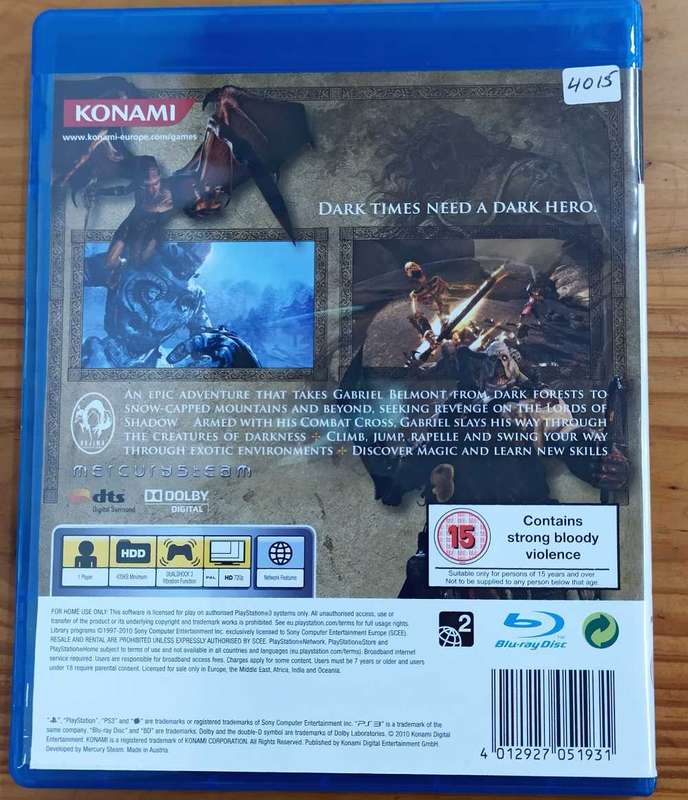 4015
KONAMI
www.konami-europe.com/games
DARK TIMES NEED A DARK HERO.
AN EPIC ADVENTURE THAT TAKES GABRIEL BELMONT FROM DARK FORESTS TO
SNOW-CAPPED MOUNTAINS AND BEYOND, SEEKING REVENGE ON THE LORDS OF
SHADOW ARMED WITH HIS COMBAT CROSS, GABRIEL SLAYS HIS WAY THROUGH
THE CREATURES OF DARKNESS CLIMB, JUMP, RAPELLE AND SWING YOUR WAY
THROUGH EXOTIC ENVIRONMENTS DISCOVER MAGIC AND LEARN NEW SKILLS
KOJIMA
mercurysteam
dts
Digital Surround
DOLBY
DIGITAL
15
Contains
strong bloody
violence
Suitable only for persons of 15 years and over
Not to be supplied to any person below that age.
1 Player
HDD
Minimum
DUALSHOCK 3
Vibration Function
PAL HD 720p
Network Features
FOR HOME USE ONLY: This software is licensed for play on authorised PlayStation®3 systems only. All unauthorised access, use or
transfer of the product or its underlying copyright and trademark works is prohibited. See eu.playstation.com/terms for full usage rights.
Library programs ©1997-2010 Sony Computer Entertainment Inc. exclusively licensed to Sony Computer Entertainment Europe (SCEE).
RESALE AND RENTAL ARE PROHIBITED UNLESS EXPRESSLY AUTHORISED BY SCEE. PlayStation®Network, PlayStation®Store and
PlayStation®Home subject to terms of use and not available in all countries and languages (eu.playstation.com/terms). Broadband internet
service required. Users are responsible for broadband access fees. Charges apply for some content. Users must be 7 years or older and users
under 18 require parental consent. Licensed for sale only in Europe, the Middle East, Africa, India and Oceania.
2
Blu-ray Disc
™
", "PlayStation", "PS3" and " " are trademarks or registered trademarks of Sony Computer Entertainment Inc. "PS3" is a trademark of the
same company. "Blu-ray Disc" and "BD" are trademarks. Dolby and the double-D symbol are trademarks of Dolby Laboratories. © 2010 Konami Digital
Entertainment. KONAMI is a registered trademark of KONAMI CORPORATION. All Rights Reserved. Published by Konami Digital Entertainment GmbH.
Developed by Mercury Steam. Made in Austria
4 012927 051931